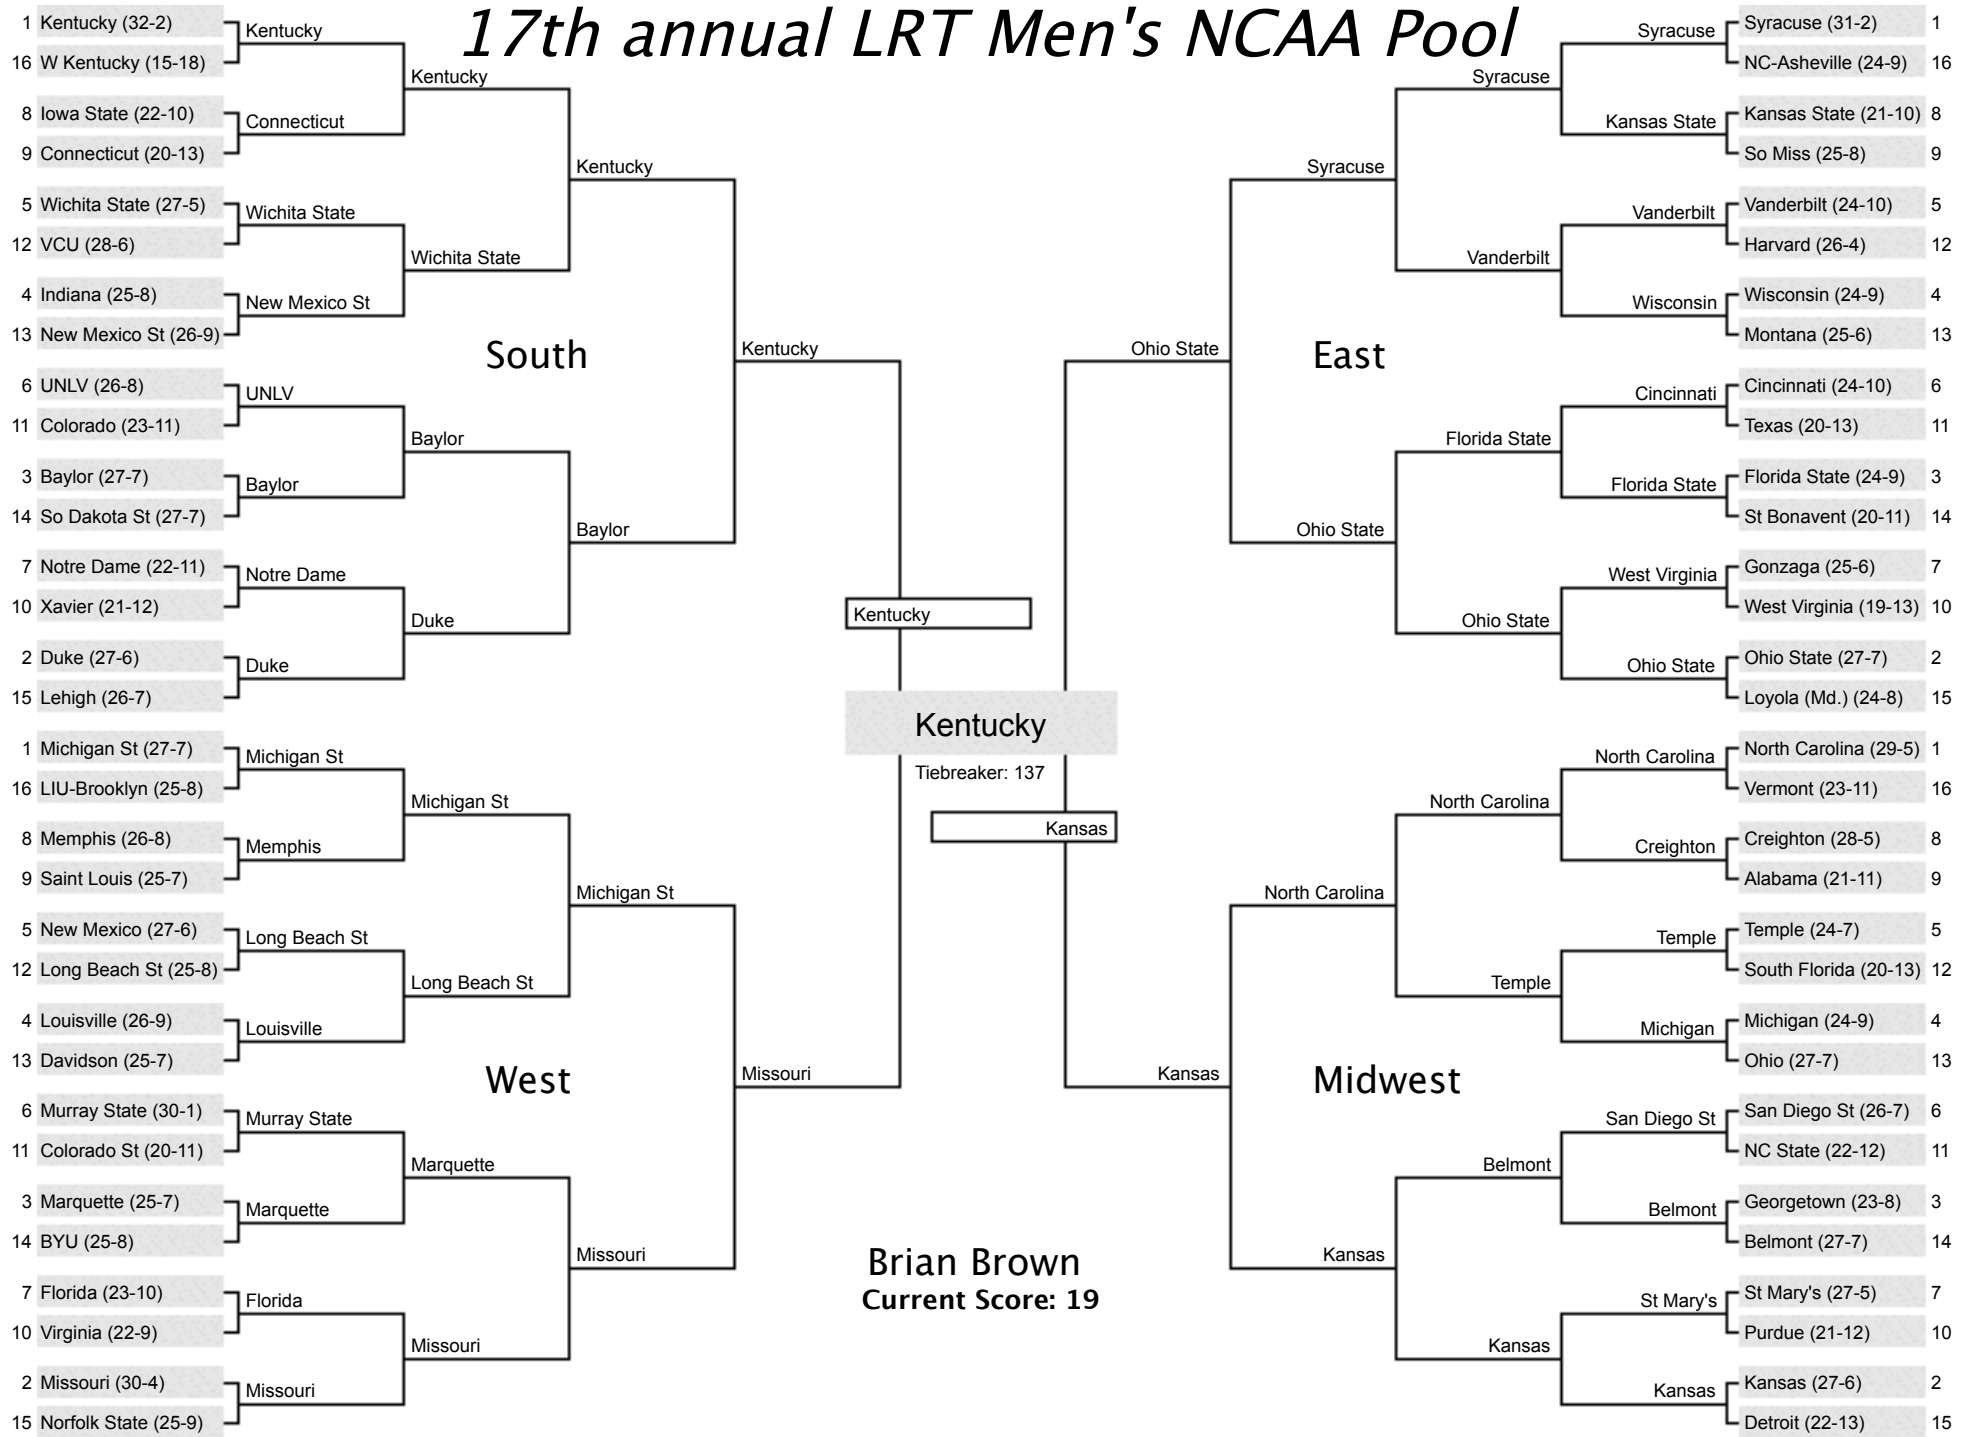 17th annual LRT Men's NCAA Pool
1 Kentucky (32-2)
16 W Kentucky (15-18)
8 Iowa State (22-10)
9 Connecticut (20-13)
5 Wichita State (27-5)
12 VCU (28-6)
4 Indiana (25-8)
13 New Mexico St (26-9)
6 UNLV (26-8)
11 Colorado (23-11)
3 Baylor (27-7)
14 So Dakota St (27-7)
7 Notre Dame (22-11)
10 Xavier (21-12)
2 Duke (27-6)
15 Lehigh (26-7)
Kentucky
Connecticut
Wichita State
New Mexico St
UNLV
Baylor
Notre Dame
Duke
Kentucky
Wichita State
Baylor
Duke
Kentucky
Baylor
Kentucky
South
1 Michigan St (27-7)
16 LIU-Brooklyn (25-8)
8 Memphis (26-8)
9 Saint Louis (25-7)
5 New Mexico (27-6)
12 Long Beach St (25-8)
4 Louisville (26-9)
13 Davidson (25-7)
6 Murray State (30-1)
11 Colorado St (20-11)
3 Marquette (25-7)
14 BYU (25-8)
7 Florida (23-10)
10 Virginia (22-9)
2 Missouri (30-4)
15 Norfolk State (25-9)
Michigan St
Memphis
Long Beach St
Louisville
Murray State
Marquette
Florida
Missouri
Michigan St
Long Beach St
Marquette
Missouri
Michigan St
Missouri
Missouri
West
Kentucky
Kentucky
Tiebreaker: 137
Kansas
Brian Brown
Current Score: 19
Syracuse (31-2) 1
NC-Asheville (24-9) 16
Kansas State (21-10) 8
So Miss (25-8) 9
Vanderbilt (24-10) 5
Harvard (26-4) 12
Wisconsin (24-9) 4
Montana (25-6) 13
Cincinnati (24-10) 6
Texas (20-13) 11
Florida State (24-9) 3
St Bonavent (20-11) 14
Gonzaga (25-6) 7
West Virginia (19-13) 10
Ohio State (27-7) 2
Loyola (Md.) (24-8) 15
Syracuse
Kansas State
Vanderbilt
Wisconsin
Cincinnati
Florida State
West Virginia
Ohio State
Syracuse
Vanderbilt
Florida State
Ohio State
Syracuse
Ohio State
Ohio State
East
North Carolina (29-5) 1
Vermont (23-11) 16
Creighton (28-5) 8
Alabama (21-11) 9
Temple (24-7) 5
South Florida (20-13) 12
Michigan (24-9) 4
Ohio (27-7) 13
San Diego St (26-7) 6
NC State (22-12) 11
Georgetown (23-8) 3
Belmont (27-7) 14
St Mary's (27-5) 7
Purdue (21-12) 10
Kansas (27-6) 2
Detroit (22-13) 15
North Carolina
Creighton
Temple
Michigan
San Diego St
Belmont
St Mary's
Kansas
North Carolina
Temple
Belmont
Kansas
North Carolina
Kansas
Kansas
Midwest